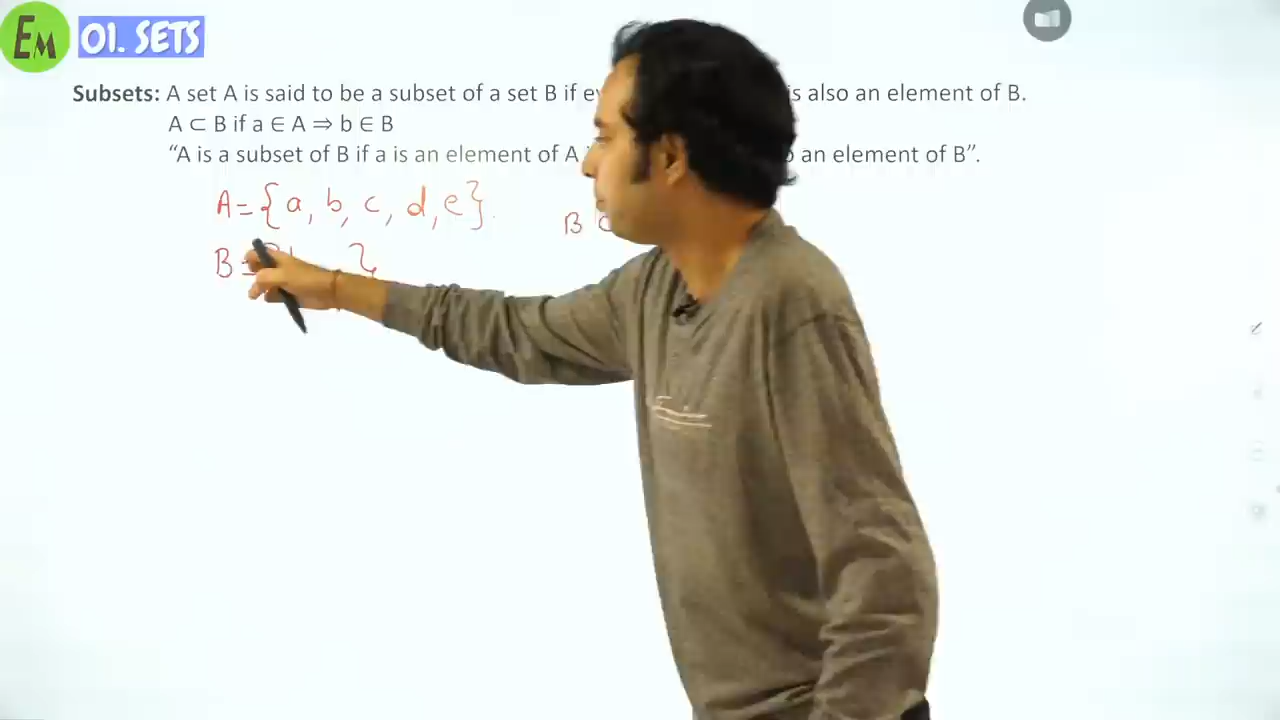 EM 01. SETS
Subsets: A set A is said to be a subset of a set B if is also an element of B.
A ⊂ B if a ∈ A ⇒ b ∈ B
“A is a subset of B if a is an element of A an element of B”.
A = {a, b, c, d, e}. B
B =